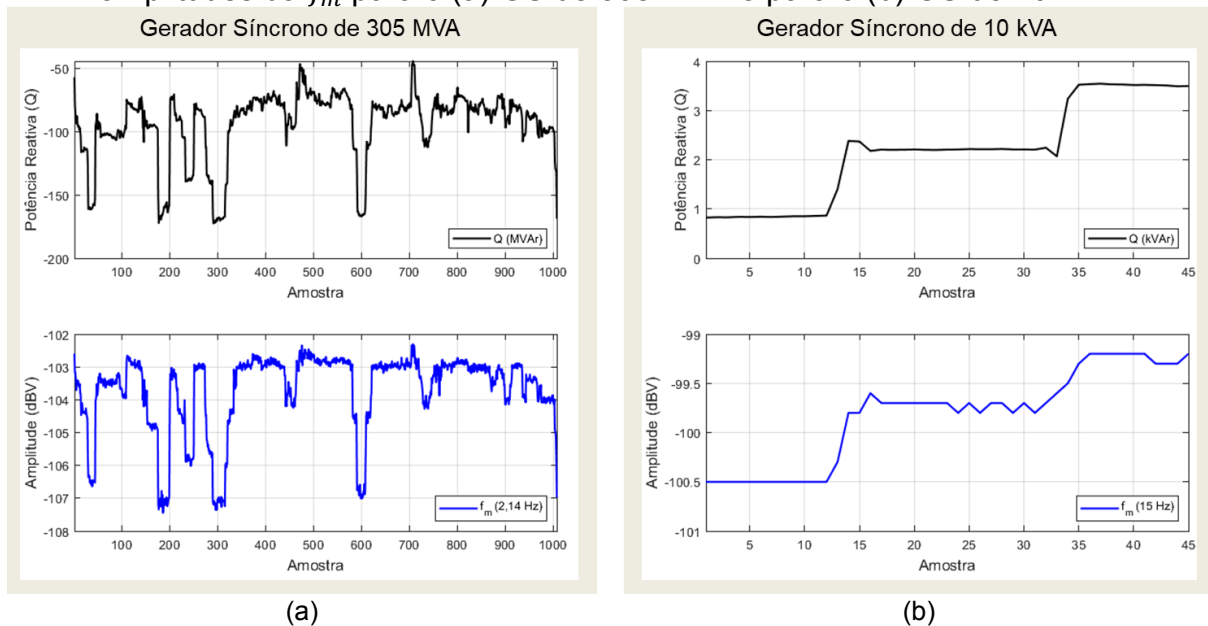 Gerador Síncrono de 305 MVA
-50
-100
-150
-200
Potência Reativa (Q)
Q (MVAr)
100 200 300 400 500 600 700 800 900 1000
Amostra
-102
-103
-104
-105
-106
-107
-108
Amplitude (dBV)
f_m (2,14 Hz)
100 200 300 400 500 600 700 800 900 1000
Amostra
(a)
Gerador Síncrono de 10 kVA
4
3
2
1
0
Potência Reativa (Q)
Q (kVAr)
5 10 15 20 25 30 35 40 45
Amostra
-99
-99.5
-100
-100.5
-101
Amplitude (dBV)
f_m (15 Hz)
5 10 15 20 25 30 35 40 45
Amostra
(b)